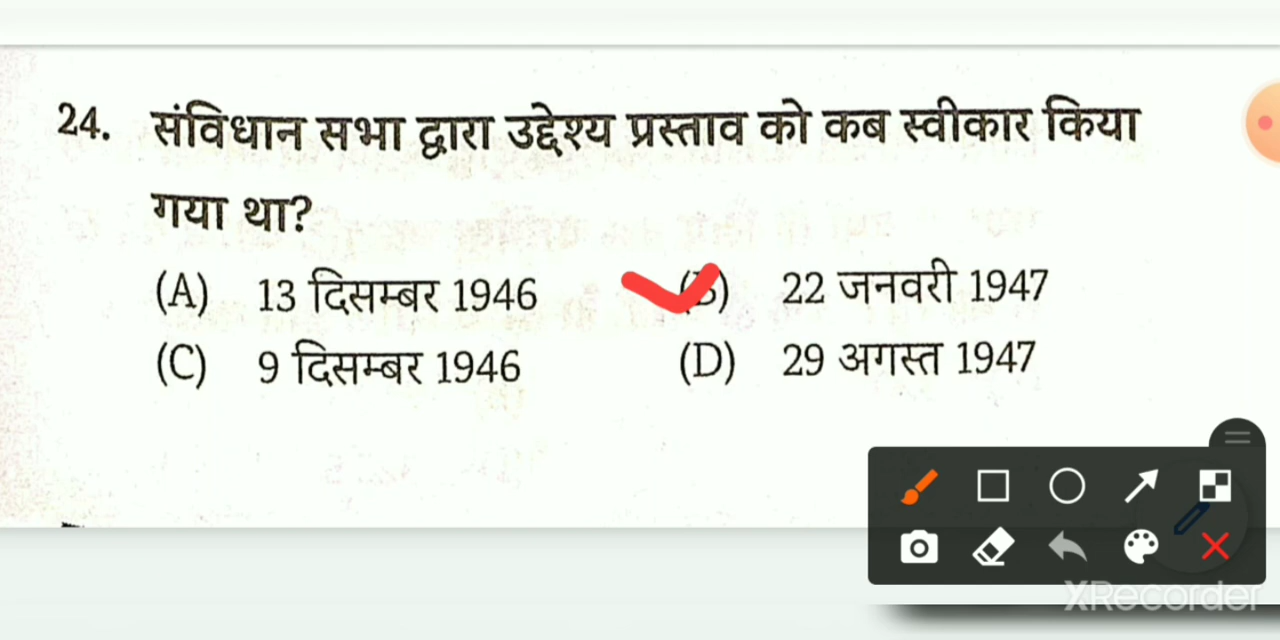 24. संविधान सभा द्वारा उद्देश्य प्रस्ताव को कब स्वीकार किया
गया था?
(A) 13 दिसम्बर 1946 (B) 22 जनवरी 1947
(C) 9 दिसम्बर 1946 (D) 29 अगस्त 1947
XRecorder